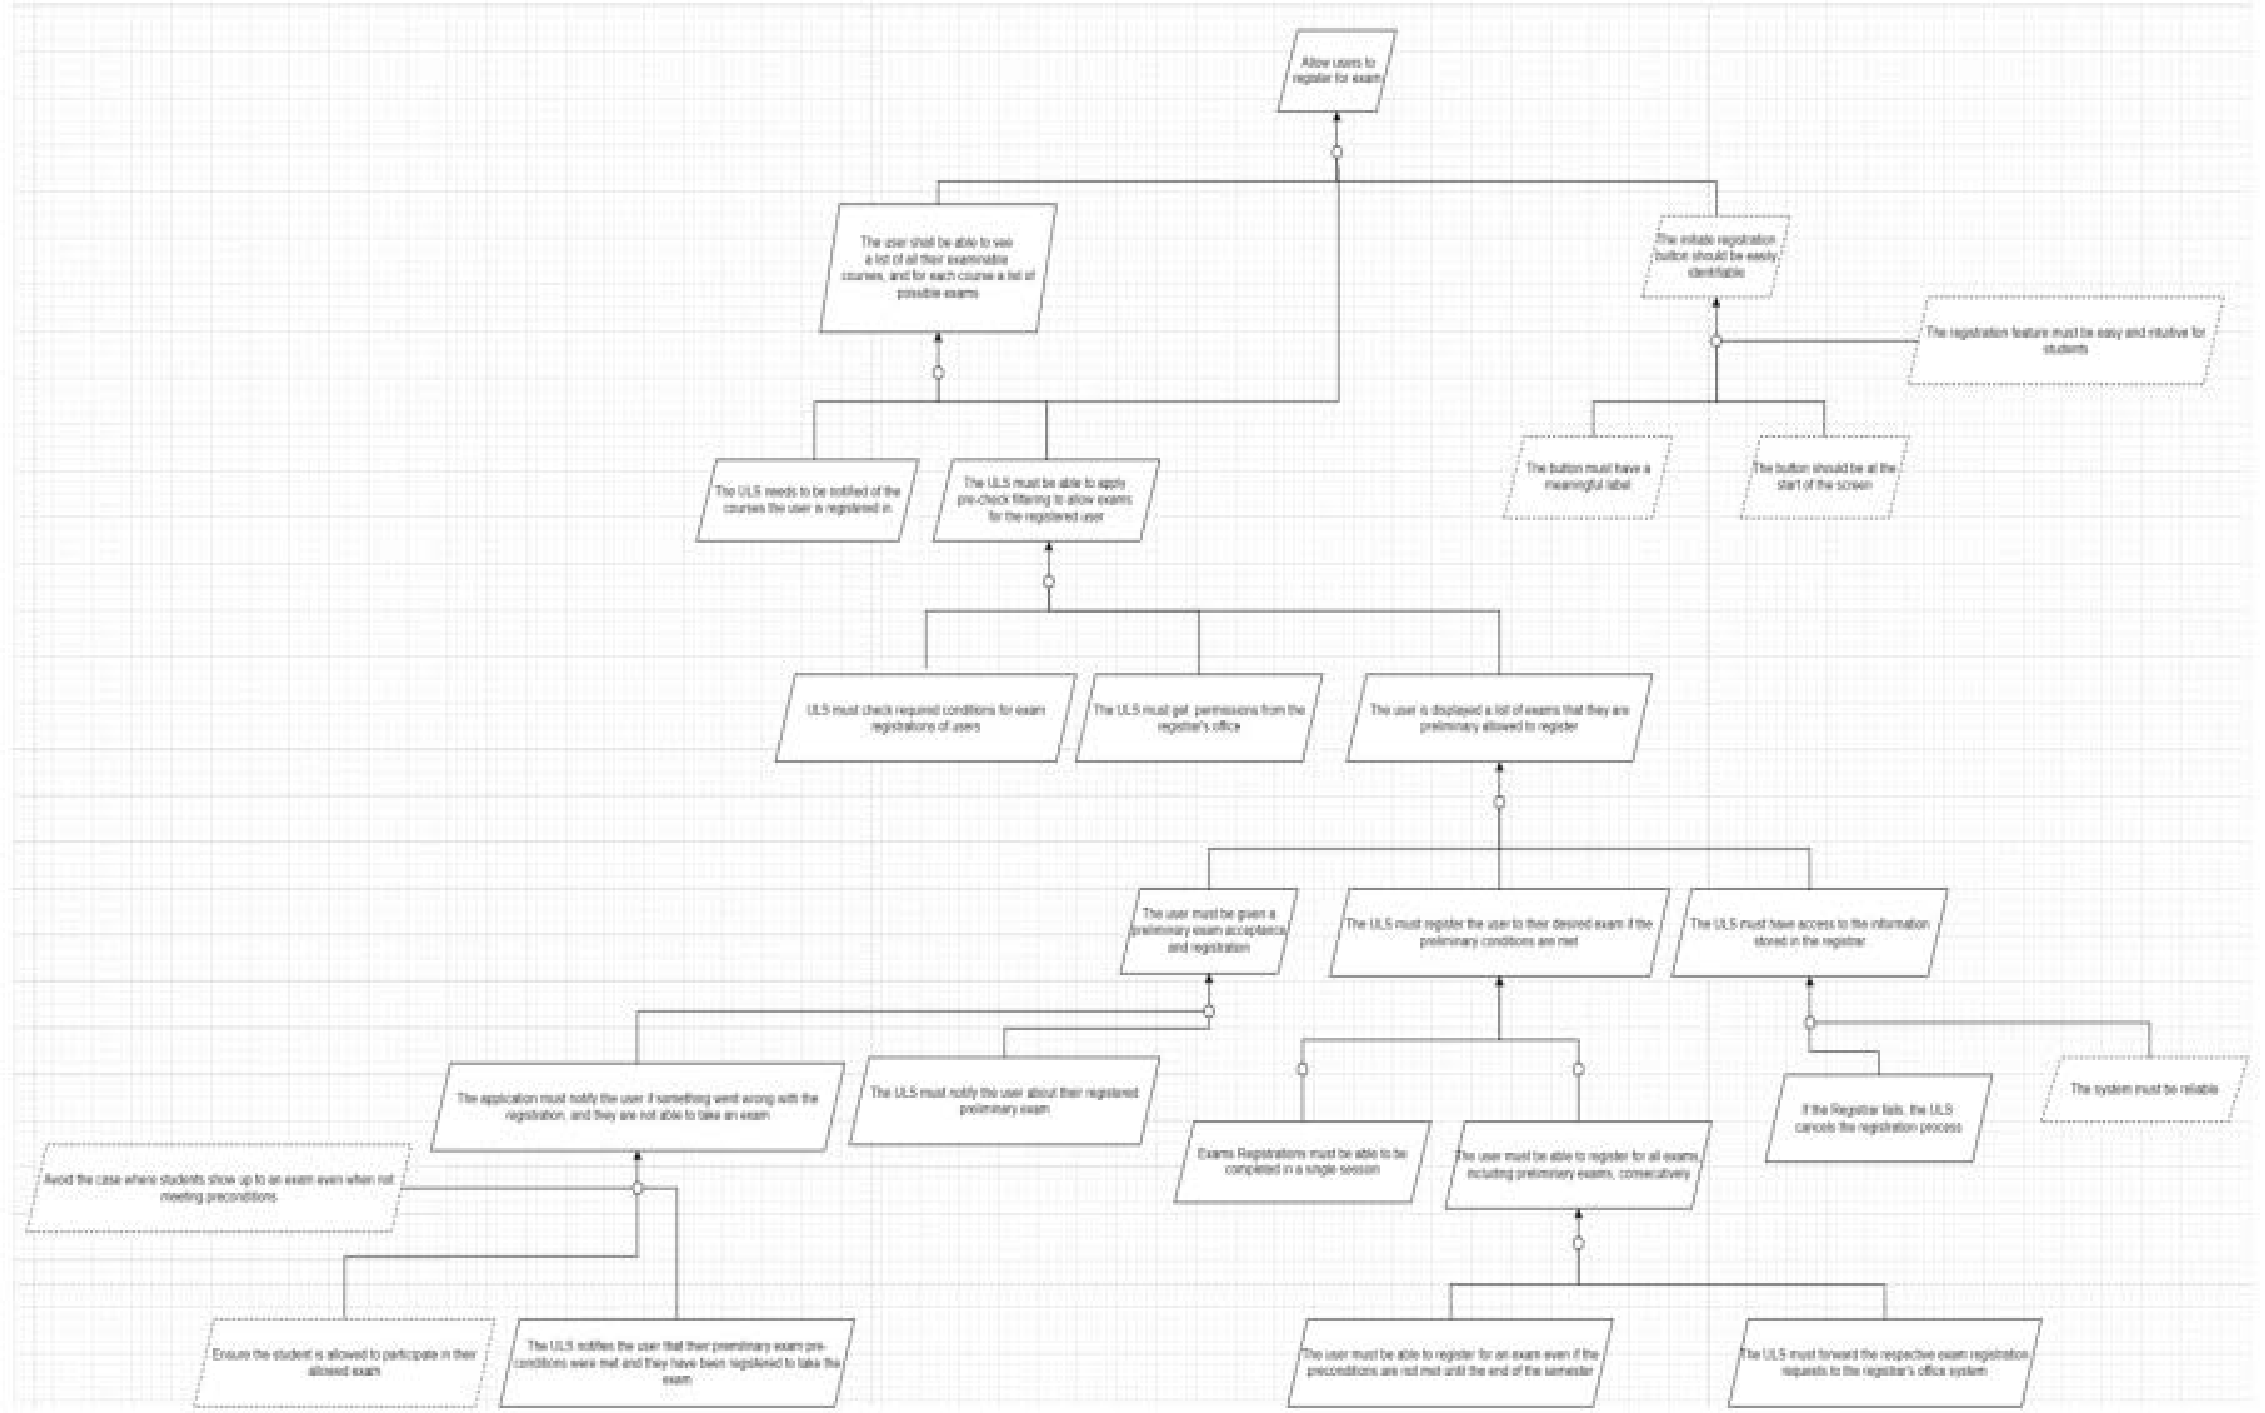 Allow users to
register for exam
The user shall be able to see
a list of all their examinable
courses, and for each course a list of
possible exams
The initiate registration
button should be easily
identifiable
The registration feature must be easy and intuitive for
students
The ULS needs to be notified of the
courses the user is registered in
The ULS must be able to apply
pre-check filtering to allow exams
for the registered user
The button must have a
meaningful label
The button should be at the
start of the screen
ULS must check required conditions for exam
registrations of users
The ULS must get permissions from the
registrar's office
The user is displayed a list of exams that they are
preliminary allowed to register
The user must be given a
preliminary exam acceptance
and registration
The ULS must register the user to their desired exam if the
preliminary conditions are met
The ULS must have access to the information
stored in the registrar
The application must notify the user if something went wrong with the
registration, and they are not able to take an exam
The ULS must notify the user about their registered
preliminary exam
If the Registrar fails, the ULS
cancels the registration process
The system must be reliable
Avoid the case where students show up to an exam even when not
meeting preconditions
Exams Registrations must be able to be
completed in a single session
The user must be able to register for all exams,
including preliminary exams, consecutively
Ensure the student is allowed to participate in their
allowed exam
The ULS notifies the user that their preminary exam pre-
conditions were met and they have been registered to take the
exam
The user must be able to register for an exam even if the
preconditions are not met until the end of the semester
The ULS must forward the respective exam registration
requests to the registrar's office system